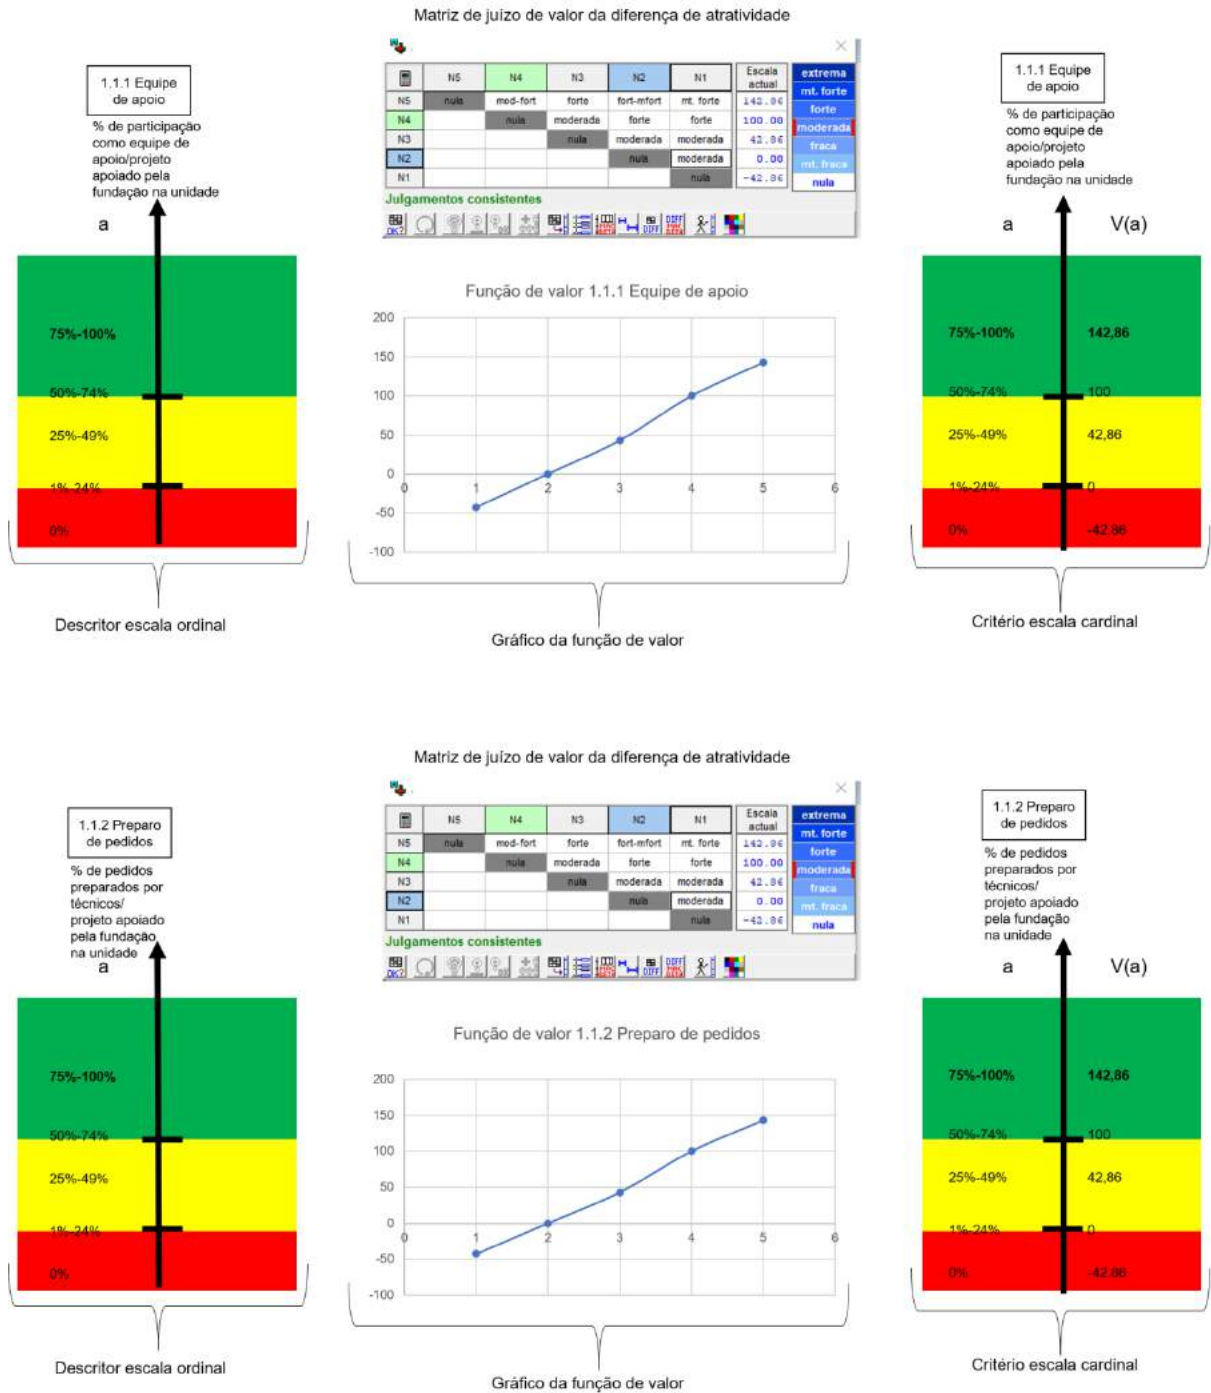 Matriz de juízo de valor da diferença de atratividade
1.1.1 Equipe
de apoio
% de participação
como equipe de
apoio/projeto
apoiado pela
fundação na unidade
a
75%-100%
50%-74%
25%-49%
1%-24%
0%
Descritor escala ordinal
N5 N4 N3 N2 N1 Escala actual
N5 nula mod-fort forte fort-mfort mt. forte 142.86
N4 nula moderada forte forte 100.00
N3 nula moderada moderada 42.86
N2 nula moderada 0.00
N1 nula -42.86
extrema
mt. forte
forte
moderada
fraca
mt. fraca
nula
Julgamentos consistentes
OK? DIFF DIFF
Função de valor 1.1.1 Equipe de apoio
200
150
100
50
0
-50
-100
0 1 2 3 4 5 6
Gráfico da função de valor
1.1.1 Equipe
de apoio
% de participação
como equipe de
apoio/projeto
apoiado pela
fundação na unidade
a V(a)
75%-100% 142,86
50%-74% 100
25%-49% 42,86
1%-24% 0
0% -42.86
Critério escala cardinal
Matriz de juízo de valor da diferença de atratividade
1.1.2 Preparo
de pedidos
% de pedidos
preparados por
técnicos/
projeto apoiado
pela fundação
na unidade
a
75%-100%
50%-74%
25%-49%
1%-24%
0%
Descritor escala ordinal
N5 N4 N3 N2 N1 Escala actual
N5 nula mod-fort forte fort-mfort mt. forte 142.86
N4 nula moderada forte forte 100.00
N3 nula moderada moderada 42.86
N2 nula moderada 0.00
N1 nula -42.86
extrema
mt. forte
forte
moderada
fraca
mt. fraca
nula
Julgamentos consistentes
OK? DIFF DIFF
Função de valor 1.1.2 Preparo de pedidos
200
150
100
50
0
-50
-100
0 1 2 3 4 5 6
Gráfico da função de valor
1.1.2 Preparo
de pedidos
% de pedidos
preparados por
técnicos/
projeto apoiado
pela fundação
na unidade
a V(a)
75%-100% 142,86
50%-74% 100
25%-49% 42,86
1%-24% 0
0% -42.86
Critério escala cardinal